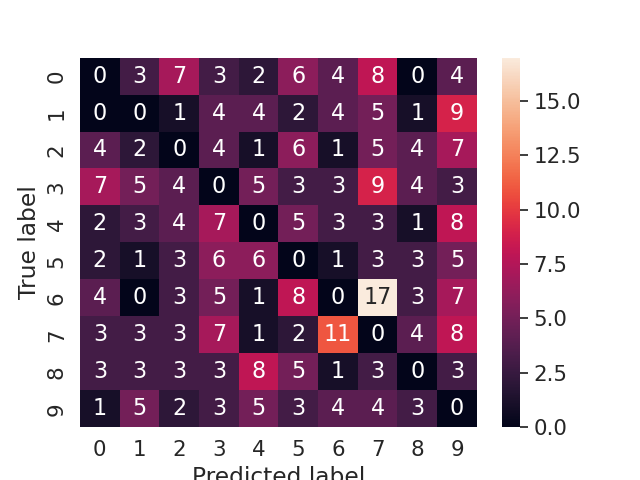 0 0 3 7 3 2 6 4 8 0 4
1 0 0 1 4 4 2 4 5 1 9
2 4 2 0 4 1 6 1 5 4 7
3 7 5 4 0 5 3 3 9 4 3
4 2 3 4 7 0 5 3 3 1 8
5 2 1 3 6 6 0 1 3 3 5
6 4 0 3 5 1 8 0 17 3 7
7 3 3 3 7 1 2 11 0 4 8
8 3 3 3 3 8 5 1 3 0 3
9 1 5 2 3 5 3 4 4 3 0
0 1 2 3 4 5 6 7 8 9
True label
Predicted label
15.0
12.5
10.0
7.5
5.0
2.5
0.0